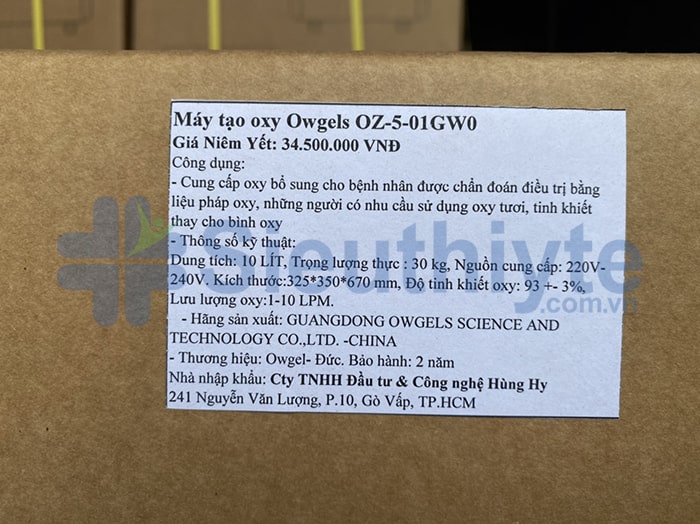 Máy tạo oxy Owgels OZ-5-01GW0
Giá Niêm Yết: 34.500.000 VNĐ
Công dụng:
- Cung cấp oxy bổ sung cho bệnh nhân được chẩn đoán điều trị bằng
liệu pháp oxy, những người có nhu cầu sử dụng oxy tươi, tinh khiết
thay cho bình oxy
- Thông số kỹ thuật:
Dung tích: 10 LÍT, Trọng lượng thực : 30 kg, Nguồn cung cấp: 220V-
240V. Kích thước:325*350*670 mm, Độ tinh khiết oxy: 93 +- 3%,
Lưu lượng oxy:1-10 LPM.
- Hãng sản xuất: GUANGDONG OWGELS SCIENCE AND
TECHNOLOGY CO.,LTD. -CHINA
- Thương hiệu: Owgel- Đức. Bảo hành: 2 năm
Nhà nhập khẩu: Cty TNHH Đầu tư & Công nghệ Hùng Hy
241 Nguyễn Văn Lượng, P.10, Gò Vấp, TP.HCM
Sieuthiyte
.com.vn